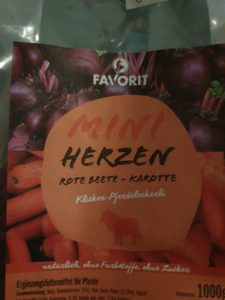 FAVORIT
MINI
HERZEN
ROTE BEETE - KAROTTE
Klicker-Pferdeleckerli
natürlich, ohne Farbstoffe, ohne Zucker
Ergänzungsfuttermittel für Pferde
1000g